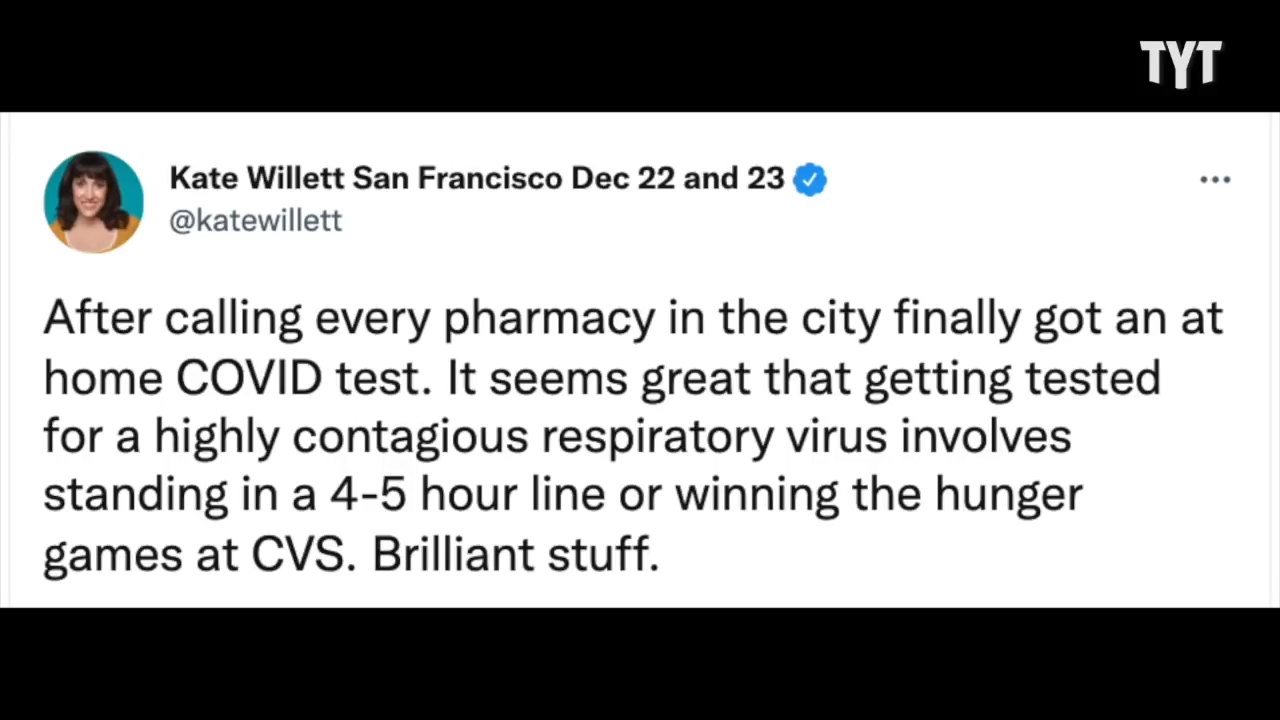 TYT
Kate Willett San Francisco Dec 22 and 23
@katewillett
After calling every pharmacy in the city finally got an at
home COVID test. It seems great that getting tested
for a highly contagious respiratory virus involves
standing in a 4-5 hour line or winning the hunger
games at CVS. Brilliant stuff.